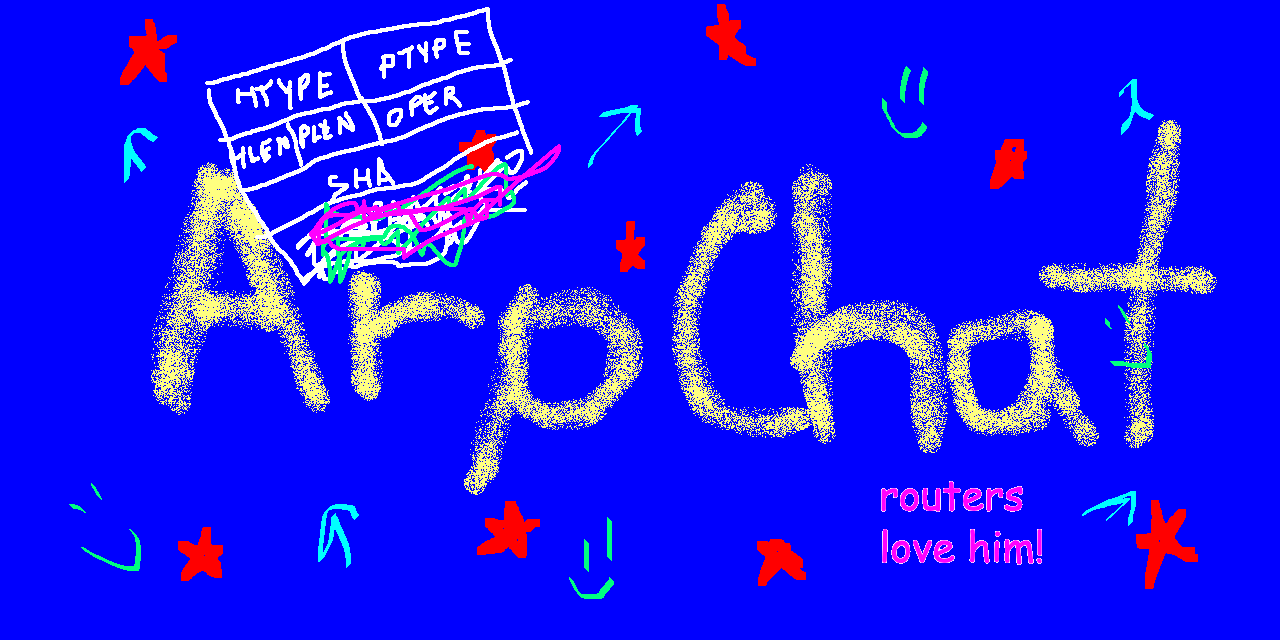 HTYPE PTYPE
HLEN PLEN OPER
SHA
ArpChat
routers
love him!